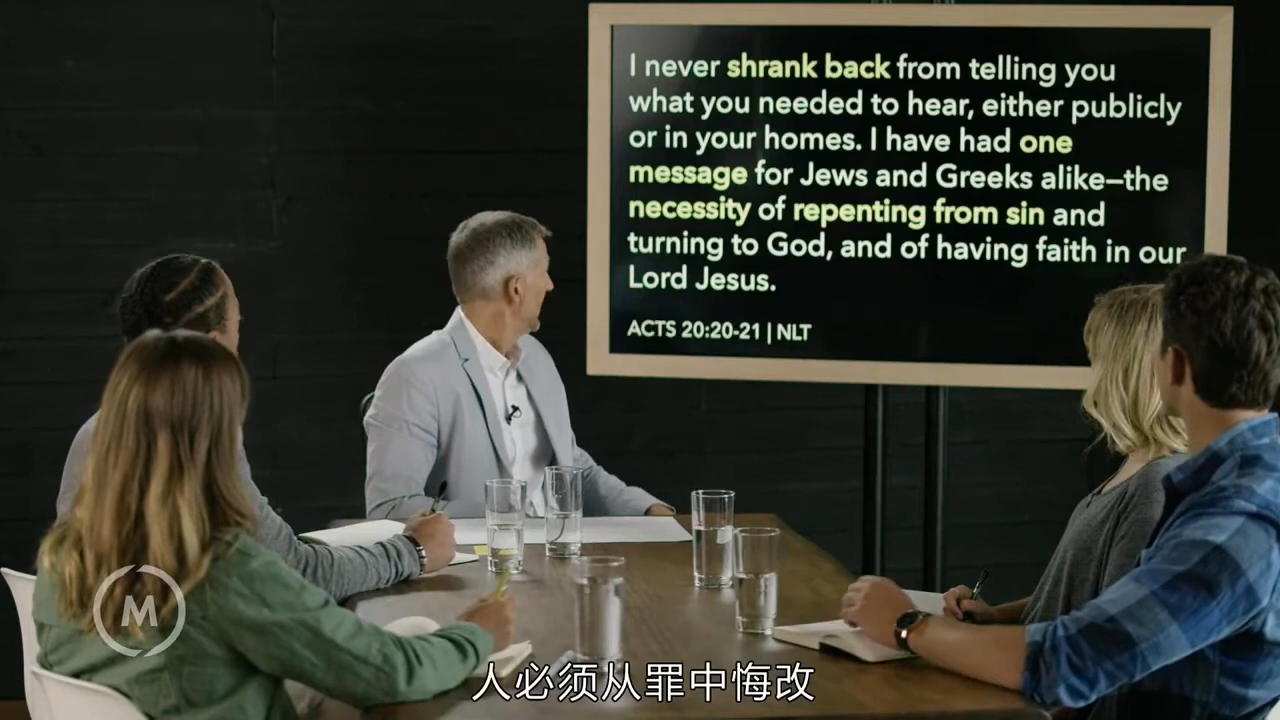 I never shrank back from telling you
what you needed to hear, either publicly
or in your homes. I have had one
message for Jews and Greeks alike—the
necessity of repenting from sin and
turning to God, and of having faith in our
Lord Jesus.
ACTS 20:20-21 | NLT
M
人必须从罪中悔改